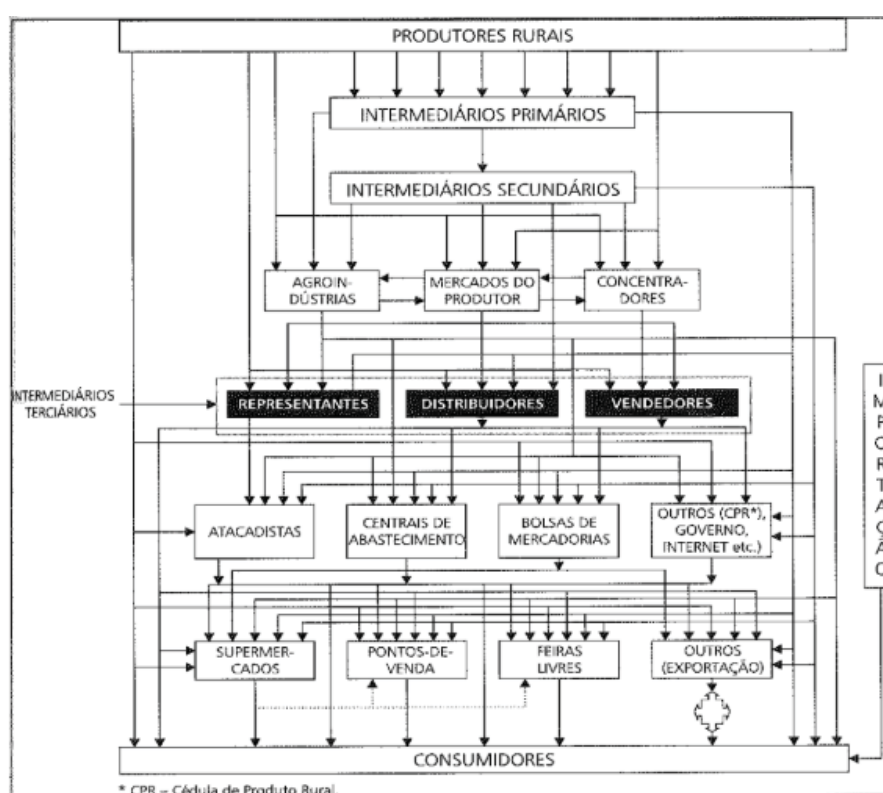 PRODUTORES RURAIS
INTERMEDIÁRIOS PRIMÁRIOS
INTERMEDIÁRIOS SECUNDÁRIOS
AGROIN-
DÚSTRIAS
MERCADOS DO
PRODUTOR
CONCENTRA-
DORES
INTERMEDIÁRIOS
TERCIÁRIOS
REPRESENTANTES
DISTRIBUIDORES
VENDEDORES
I
M
P
O
R
T
A
Ç
Ã
O
ATACADISTAS
CENTRAIS DE
ABASTECIMENTO
BOLSAS DE
MERCADORIAS
OUTROS (CPR*),
GOVERNO,
INTERNET etc.)
SUPERMER-
CADOS
PONTOS-DE-
VENDA
FEIRAS
LIVRES
OUTROS
(EXPORTAÇÃO)
CONSUMIDORES
* CPR – Cédula de Produto Rural.